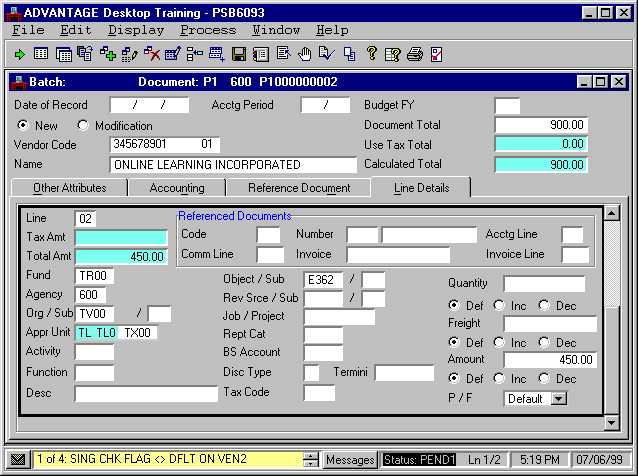 ADVANTAGE Desktop Training - PSB6093
File Edit Display Process Window Help
Batch: Document: P1 600 P1000000002
Date of Record / / Acctg Period / Budget FY
New Modification Document Total 900.00
Vendor Code 345678901 01 Use Tax Total 0.00
Name ONLINE LEARNING INCORPORATED Calculated Total 900.00
Other Attributes Accounting Reference Document Line Details
Line 02 Referenced Documents
Tax Amt Code Number Acctg Line
Total Amt 450.00 Comm Line Invoice Invoice Line
Fund TR00 Object / Sub E362 / Quantity
Agency 600 Rev Srce / Sub / Def Inc Dec
Org / Sub TV00 / Job / Project Freight
Appr Unit TL TL0 TX00 Rept Cat Def Inc Dec
Activity BS Account Amount 450.00
Function Disc Type Termini Def Inc Dec
Desc Tax Code P / F Default
1 of 4: SING CHK FLAG <> DFLT ON VEN2 Messages Status: PEND1 Ln 1/2 5:19 PM 07/06/99